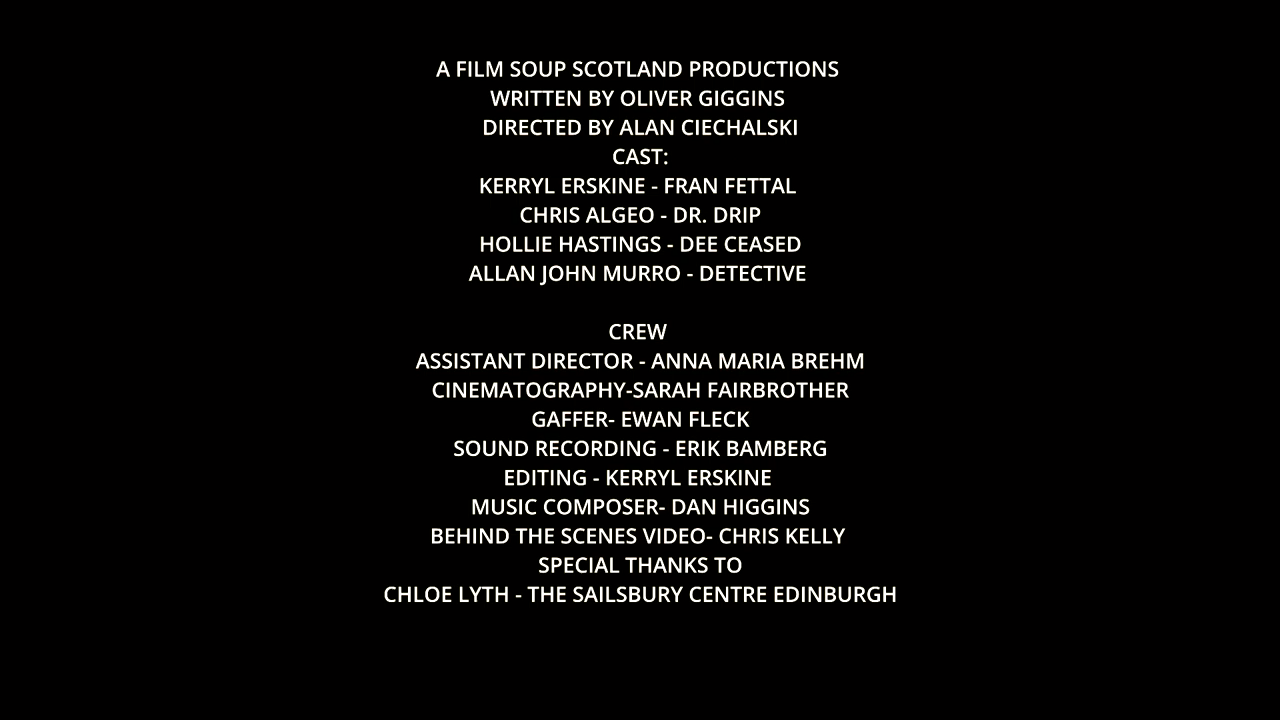 A FILM SOUP SCOTLAND PRODUCTIONS
WRITTEN BY OLIVER GIGGINS
DIRECTED BY ALAN CIECHALSKI
CAST:
KERRYL ERSKINE - FRAN FETTAL
CHRIS ALGEO - DR. DRIP
HOLLIE HASTINGS - DEE CEASED
ALLAN JOHN MURRO - DETECTIVE
CREW
ASSISTANT DIRECTOR - ANNA MARIA BREHM
CINEMATOGRAPHY-SARAH FAIRBROTHER
GAFFER- EWAN FLECK
SOUND RECORDING - ERIK BAMBERG
EDITING - KERRYL ERSKINE
MUSIC COMPOSER- DAN HIGGINS
BEHIND THE SCENES VIDEO- CHRIS KELLY
SPECIAL THANKS TO
CHLOE LYTH - THE SAILSBURY CENTRE EDINBURGH